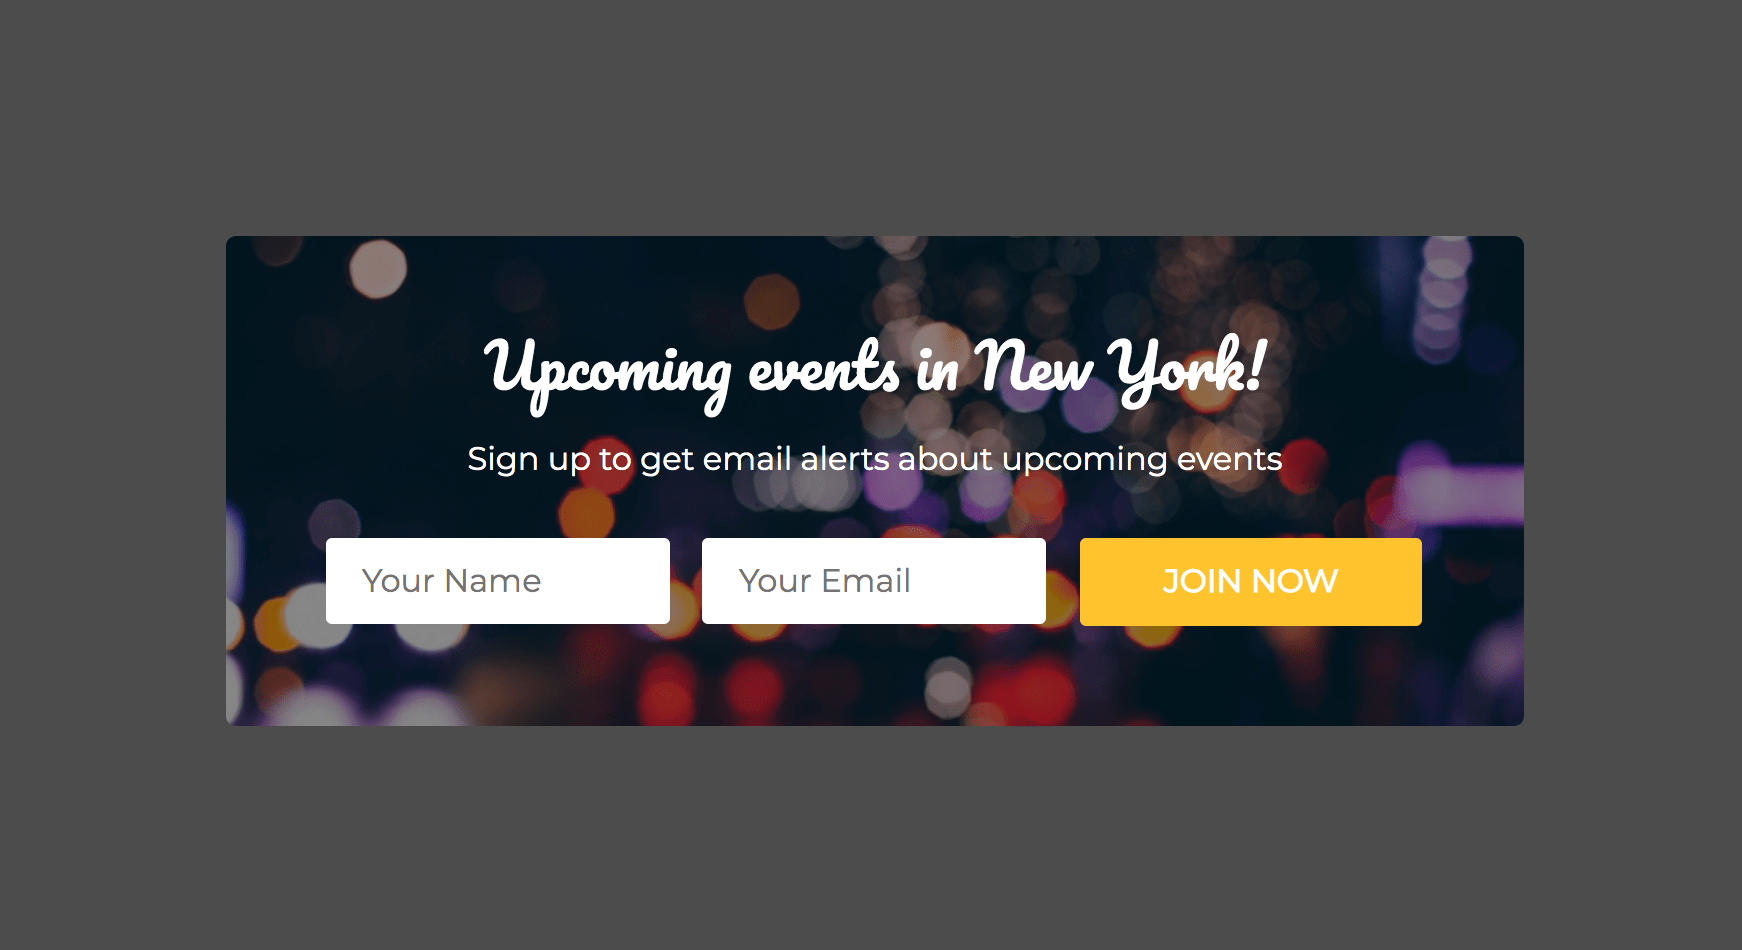 Upcoming events in New York!
Sign up to get email alerts about upcoming events
Your Name
Your Email
JOIN NOW